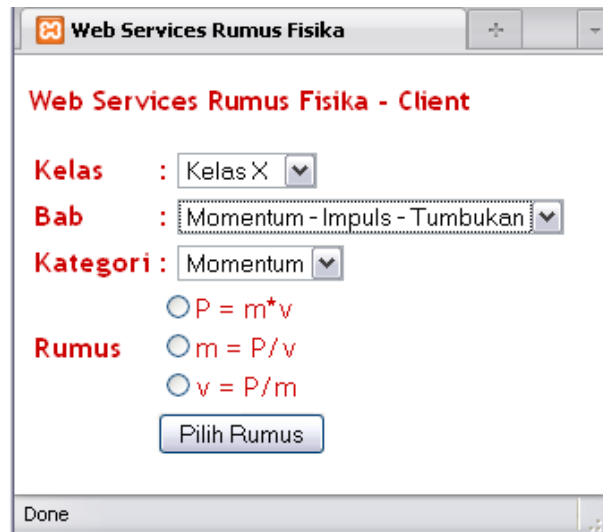 Web Services Rumus Fisika
Web Services Rumus Fisika - Client
Kelas : Kelas X
Bab : Momentum - Impuls - Tumbukan
Kategori : Momentum
P = m*v
Rumus m = P/v
v = P/m
Pilih Rumus
Done